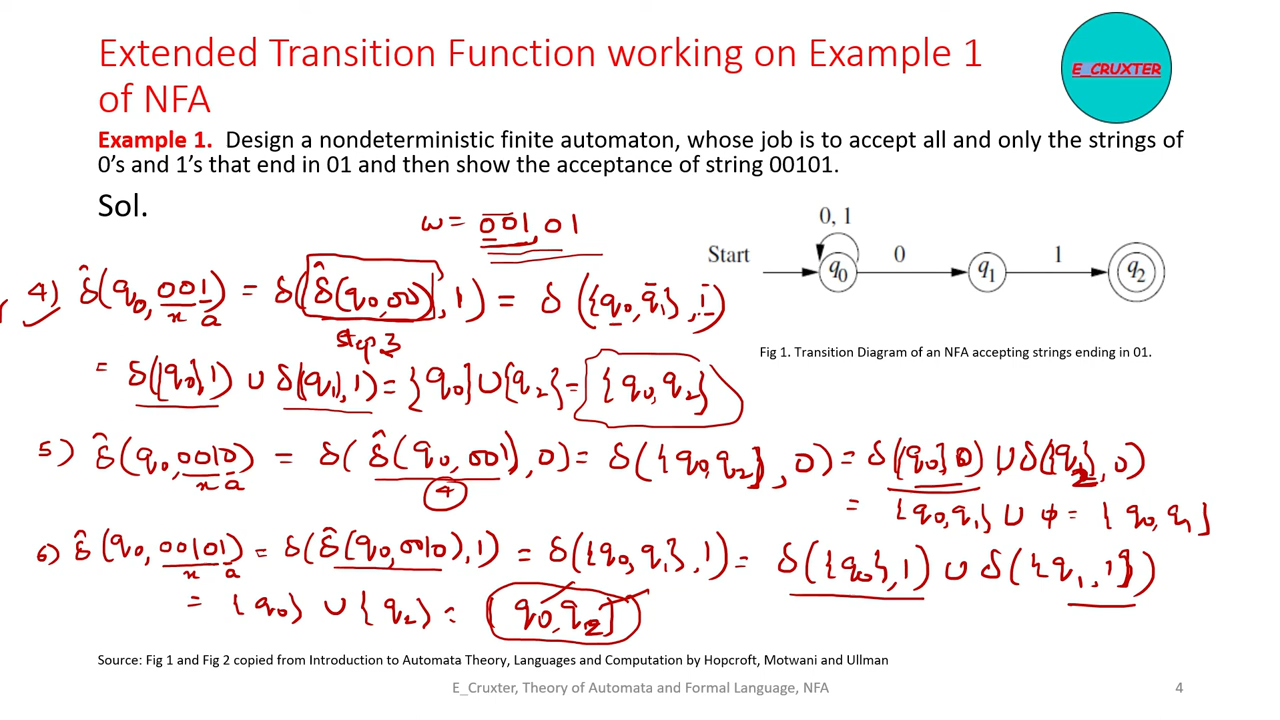 Extended Transition Function working on Example 1
of NFA
E_CRUXTER
Example 1. Design a nondeterministic finite automaton, whose job is to accept all and only the strings of
0's and 1's that end in 01 and then show the acceptance of string 00101.
Sol.
w = 00101
0, 1
Start
q0
0
q1
1
q2
Fig 1. Transition Diagram of an NFA accepting strings ending in 01.
4) δ̂(q0, 001) = δ(δ̂(q0, 00), 1) = δ({q0, q1}, 1)
x a
step 3
= δ({q0}, 1) ∪ δ({q1}, 1) = {q0} ∪ {q2} = {q0, q2}
5) δ̂(q0, 0010) = δ(δ̂(q0, 001), 0) = δ({q0, q2}, 0) = δ({q0}, 0) ∪ δ({q2}, 0)
x a
4
= {q0, q1} ∪ ϕ = {q0, q1}
6) δ̂(q0, 00101) = δ(δ̂(q0, 0010), 1) = δ({q0, q1}, 1) = δ({q0}, 1) ∪ δ({q1, 1})
x a
= {q0} ∪ {q2} = {q0, q2}
Source: Fig 1 and Fig 2 copied from Introduction to Automata Theory, Languages and Computation by Hopcroft, Motwani and Ullman
E_Cruxter, Theory of Automata and Formal Language, NFA
4